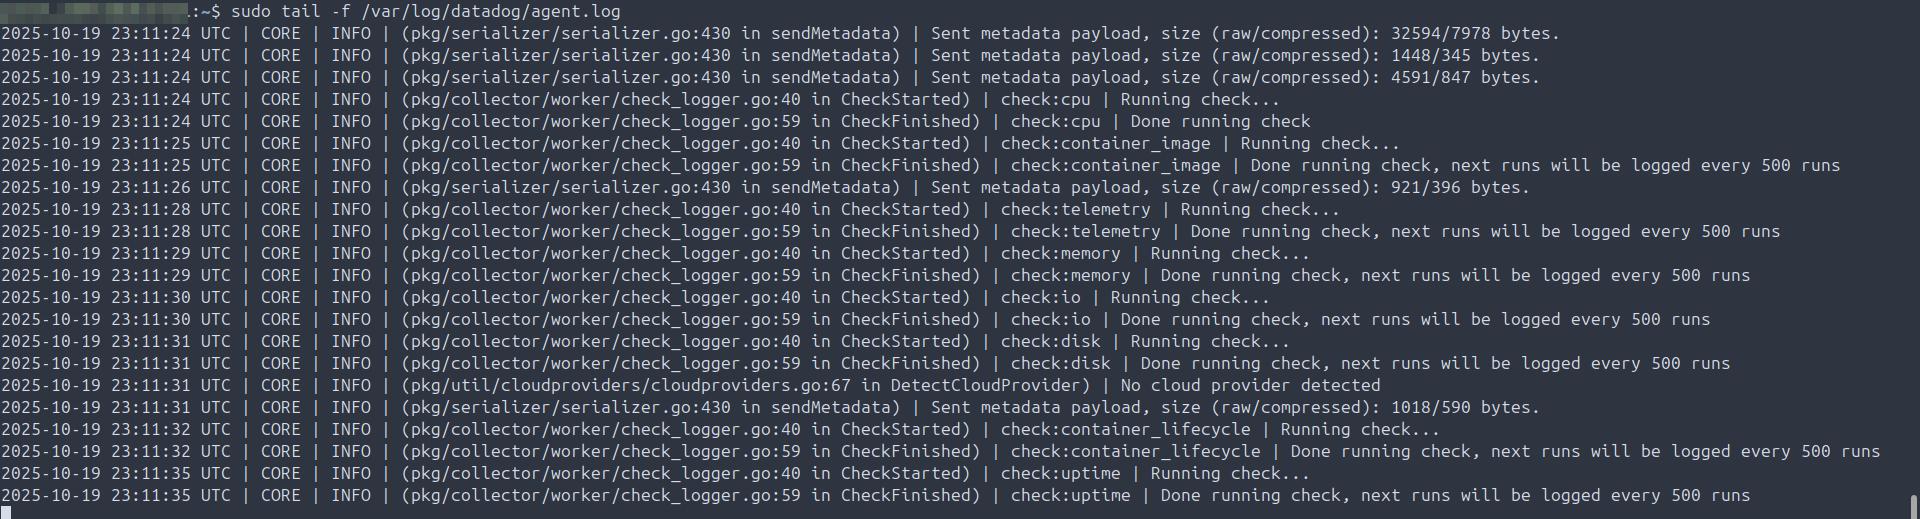 .:~$ sudo tail -f /var/log/datadog/agent.log
2025-10-19 23:11:24 UTC | CORE | INFO | (pkg/serializer/serializer.go:430 in sendMetadata) | Sent metadata payload, size (raw/compressed): 32594/7978 bytes.
2025-10-19 23:11:24 UTC | CORE | INFO | (pkg/serializer/serializer.go:430 in sendMetadata) | Sent metadata payload, size (raw/compressed): 1448/345 bytes.
2025-10-19 23:11:24 UTC | CORE | INFO | (pkg/serializer/serializer.go:430 in sendMetadata) | Sent metadata payload, size (raw/compressed): 4591/847 bytes.
2025-10-19 23:11:24 UTC | CORE | INFO | (pkg/collector/worker/check_logger.go:40 in CheckStarted) | check:cpu | Running check...
2025-10-19 23:11:24 UTC | CORE | INFO | (pkg/collector/worker/check_logger.go:59 in CheckFinished) | check:cpu | Done running check
2025-10-19 23:11:25 UTC | CORE | INFO | (pkg/collector/worker/check_logger.go:40 in CheckStarted) | check:container_image | Running check...
2025-10-19 23:11:25 UTC | CORE | INFO | (pkg/collector/worker/check_logger.go:59 in CheckFinished) | check:container_image | Done running check, next runs will be logged every 500 runs
2025-10-19 23:11:26 UTC | CORE | INFO | (pkg/serializer/serializer.go:430 in sendMetadata) | Sent metadata payload, size (raw/compressed): 921/396 bytes.
2025-10-19 23:11:28 UTC | CORE | INFO | (pkg/collector/worker/check_logger.go:40 in CheckStarted) | check:telemetry | Running check...
2025-10-19 23:11:28 UTC | CORE | INFO | (pkg/collector/worker/check_logger.go:59 in CheckFinished) | check:telemetry | Done running check, next runs will be logged every 500 runs
2025-10-19 23:11:29 UTC | CORE | INFO | (pkg/collector/worker/check_logger.go:40 in CheckStarted) | check:memory | Running check...
2025-10-19 23:11:29 UTC | CORE | INFO | (pkg/collector/worker/check_logger.go:59 in CheckFinished) | check:memory | Done running check, next runs will be logged every 500 runs
2025-10-19 23:11:30 UTC | CORE | INFO | (pkg/collector/worker/check_logger.go:40 in CheckStarted) | check:io | Running check...
2025-10-19 23:11:30 UTC | CORE | INFO | (pkg/collector/worker/check_logger.go:59 in CheckFinished) | check:io | Done running check, next runs will be logged every 500 runs
2025-10-19 23:11:31 UTC | CORE | INFO | (pkg/collector/worker/check_logger.go:40 in CheckStarted) | check:disk | Running check...
2025-10-19 23:11:31 UTC | CORE | INFO | (pkg/collector/worker/check_logger.go:59 in CheckFinished) | check:disk | Done running check, next runs will be logged every 500 runs
2025-10-19 23:11:31 UTC | CORE | INFO | (pkg/util/cloudproviders/cloudproviders.go:67 in DetectCloudProvider) | No cloud provider detected
2025-10-19 23:11:31 UTC | CORE | INFO | (pkg/serializer/serializer.go:430 in sendMetadata) | Sent metadata payload, size (raw/compressed): 1018/590 bytes.
2025-10-19 23:11:32 UTC | CORE | INFO | (pkg/collector/worker/check_logger.go:40 in CheckStarted) | check:container_lifecycle | Running check...
2025-10-19 23:11:32 UTC | CORE | INFO | (pkg/collector/worker/check_logger.go:59 in CheckFinished) | check:container_lifecycle | Done running check, next runs will be logged every 500 runs
2025-10-19 23:11:35 UTC | CORE | INFO | (pkg/collector/worker/check_logger.go:40 in CheckStarted) | check:uptime | Running check...
2025-10-19 23:11:35 UTC | CORE | INFO | (pkg/collector/worker/check_logger.go:59 in CheckFinished) | check:uptime | Done running check, next runs will be logged every 500 runs